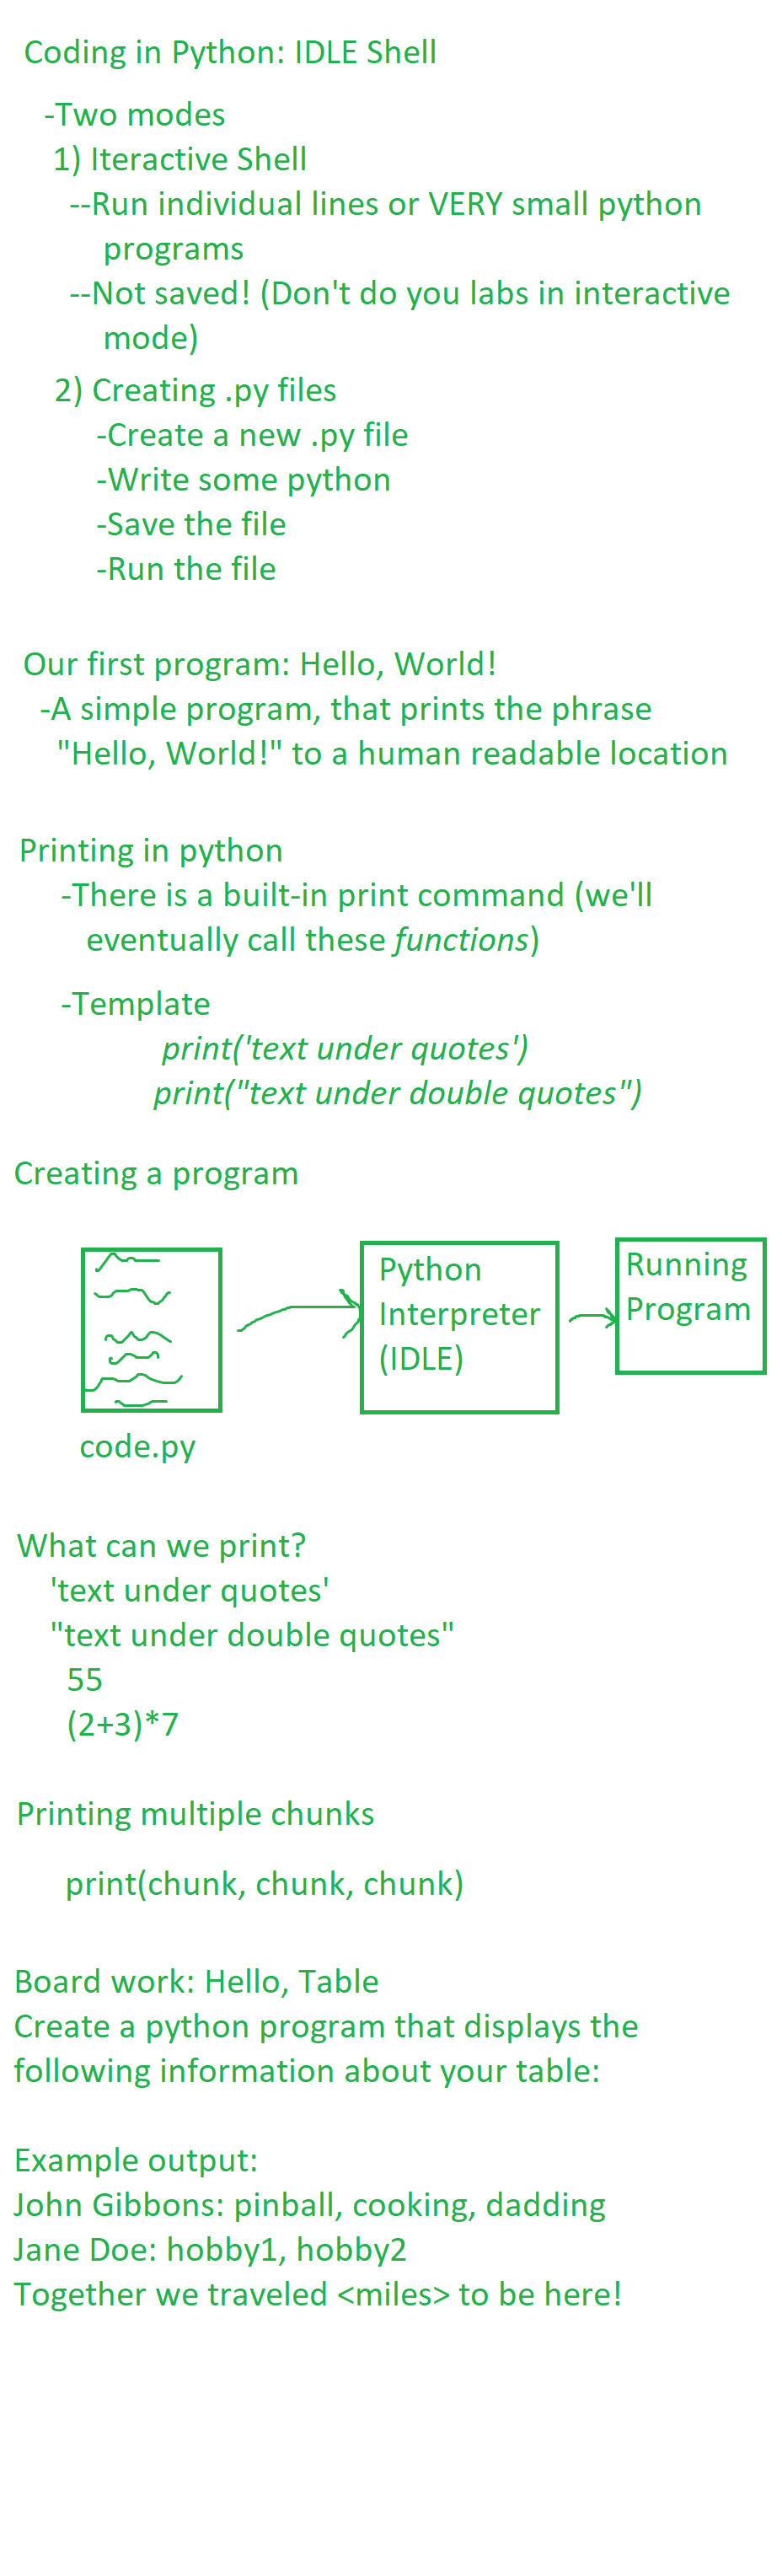 Coding in Python: IDLE Shell
-Two modes
1) Iteractive Shell
--Run individual lines or VERY small python
programs
--Not saved! (Don't do you labs in interactive
mode)
2) Creating .py files
-Create a new .py file
-Write some python
-Save the file
-Run the file
Our first program: Hello, World!
-A simple program, that prints the phrase
"Hello, World!" to a human readable location
Printing in python
-There is a built-in print command (we'll
eventually call these functions)
-Template
print('text under quotes')
print("text under double quotes")
Creating a program
Python
Interpreter
(IDLE)
Running
Program
code.py
What can we print?
'text under quotes'
"text under double quotes"
55
(2+3)*7
Printing multiple chunks
print(chunk, chunk, chunk)
Board work: Hello, Table
Create a python program that displays the
following information about your table:
Example output:
John Gibbons: pinball, cooking, dadding
Jane Doe: hobby1, hobby2
Together we traveled <miles> to be here!